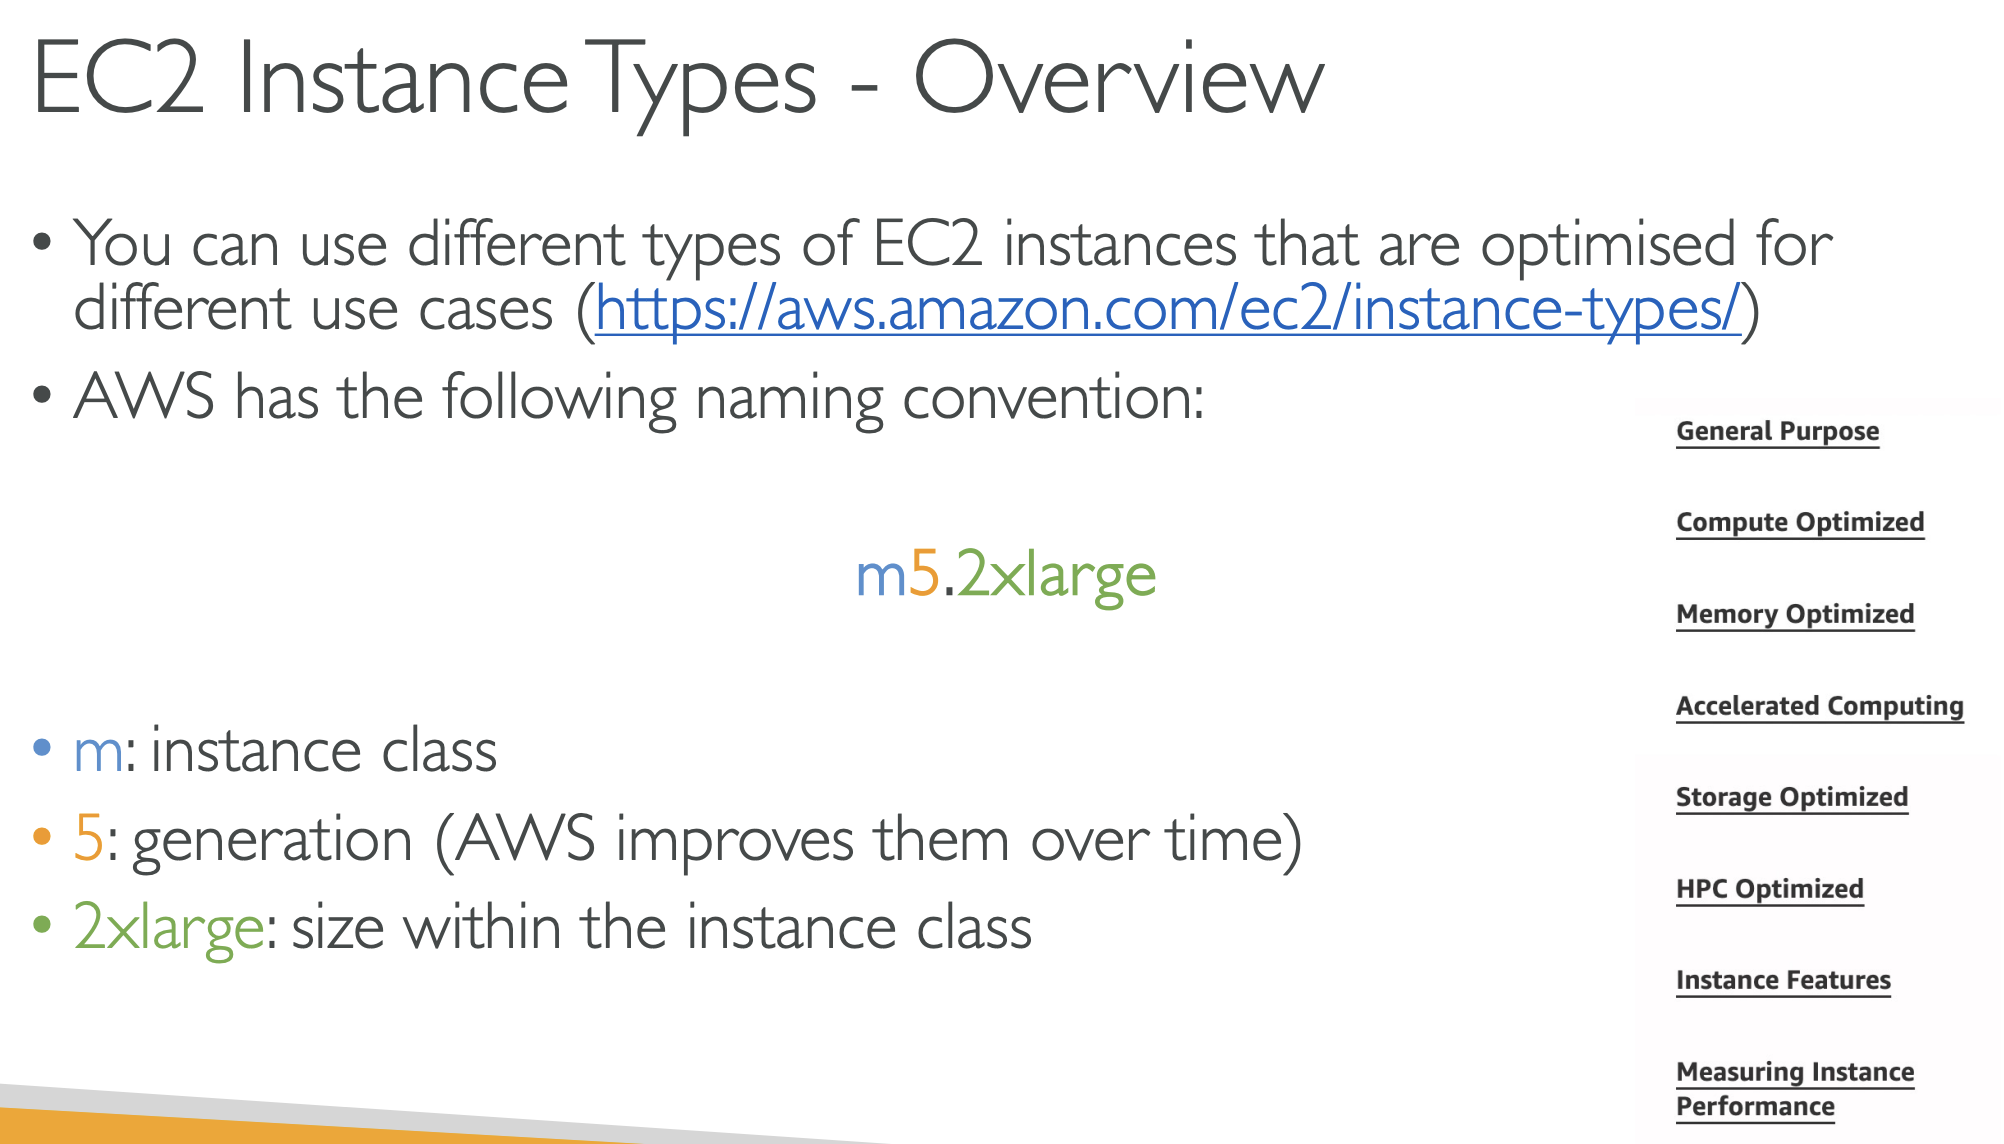 EC2 Instance Types - Overview
• You can use different types of EC2 instances that are optimised for
different use cases (https://aws.amazon.com/ec2/instance-types/)
• AWS has the following naming convention:
m5.2xlarge
• m: instance class
• 5: generation (AWS improves them over time)
• 2xlarge: size within the instance class
General Purpose
Compute Optimized
Memory Optimized
Accelerated Computing
Storage Optimized
HPC Optimized
Instance Features
Measuring Instance
Performance